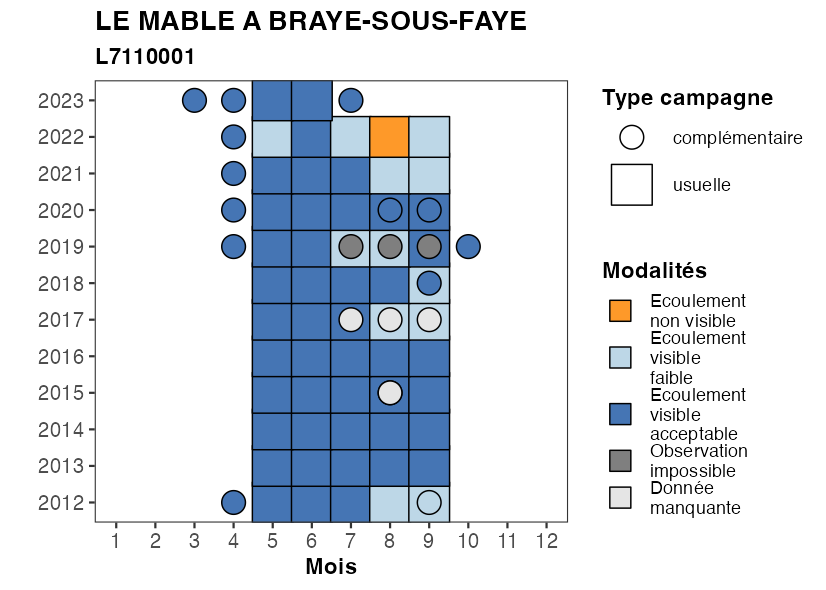 LE MABLE A BRAYE-SOUS-FAYE
L7110001
2023
2022
2021
2020
2019
2018
2017
2016
2015
2014
2013
2012
1 2 3 4 5 6 7 8 9 10 11 12
Mois
Type campagne
complémentaire
usuelle
Modalités
Ecoulement
non visible
Ecoulement
visible
faible
Ecoulement
visible
acceptable
Observation
impossible
Donnée
manquante